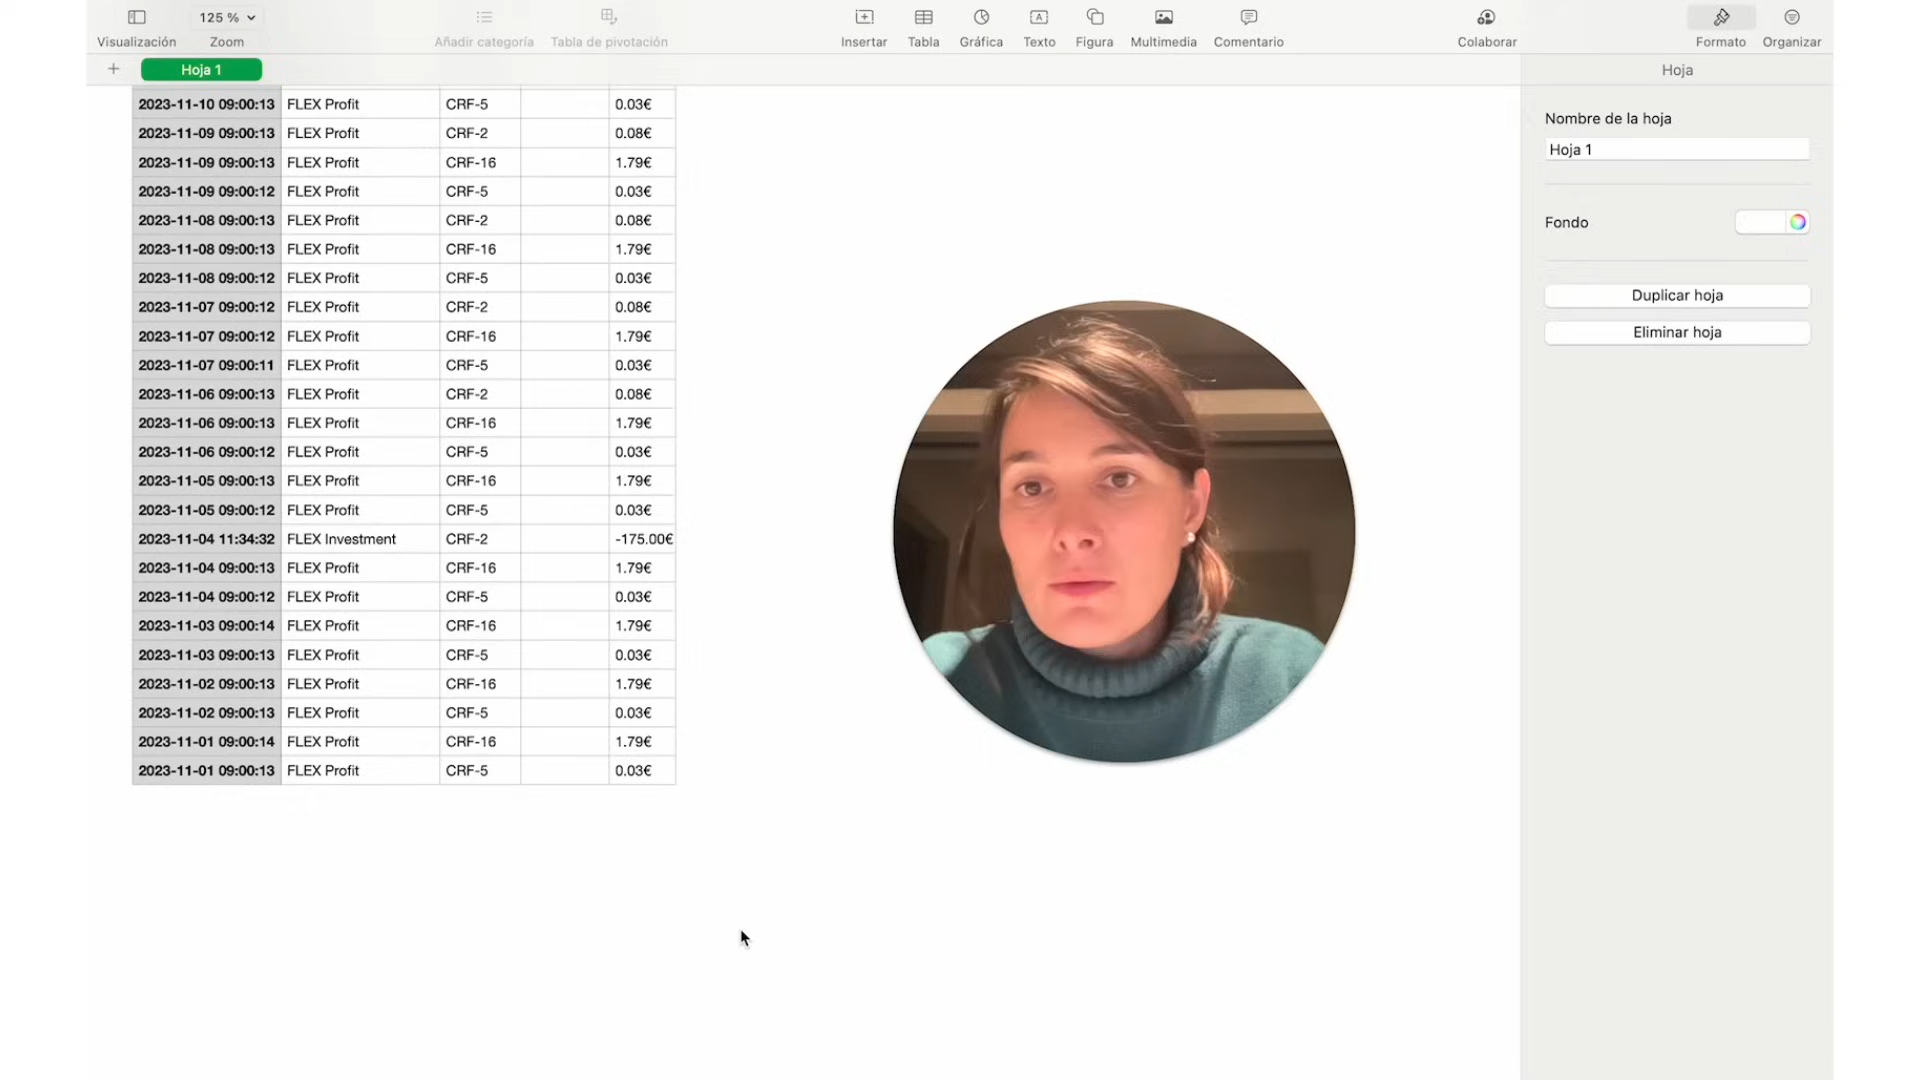 125 %
Visualización Zoom Añadir categoría Tabla de pivotación Insertar Tabla Gráfica Texto Figura Multimedia Comentario Colaborar Formato Organizar
Hoja 1
Hoja
2023-11-10 09:00:13 FLEX Profit CRF-5 0.03€
2023-11-09 09:00:13 FLEX Profit CRF-2 0.08€
2023-11-09 09:00:13 FLEX Profit CRF-16 1.79€
2023-11-09 09:00:12 FLEX Profit CRF-5 0.03€
2023-11-08 09:00:13 FLEX Profit CRF-2 0.08€
2023-11-08 09:00:13 FLEX Profit CRF-16 1.79€
2023-11-08 09:00:12 FLEX Profit CRF-5 0.03€
2023-11-07 09:00:12 FLEX Profit CRF-2 0.08€
2023-11-07 09:00:12 FLEX Profit CRF-16 1.79€
2023-11-07 09:00:11 FLEX Profit CRF-5 0.03€
2023-11-06 09:00:13 FLEX Profit CRF-2 0.08€
2023-11-06 09:00:13 FLEX Profit CRF-16 1.79€
2023-11-06 09:00:12 FLEX Profit CRF-5 0.03€
2023-11-05 09:00:13 FLEX Profit CRF-16 1.79€
2023-11-05 09:00:12 FLEX Profit CRF-5 0.03€
2023-11-04 11:34:32 FLEX Investment CRF-2 -175.00€
2023-11-04 09:00:13 FLEX Profit CRF-16 1.79€
2023-11-04 09:00:12 FLEX Profit CRF-5 0.03€
2023-11-03 09:00:14 FLEX Profit CRF-16 1.79€
2023-11-03 09:00:13 FLEX Profit CRF-5 0.03€
2023-11-02 09:00:13 FLEX Profit CRF-16 1.79€
2023-11-02 09:00:13 FLEX Profit CRF-5 0.03€
2023-11-01 09:00:14 FLEX Profit CRF-16 1.79€
2023-11-01 09:00:13 FLEX Profit CRF-5 0.03€
Nombre de la hoja
Hoja 1
Fondo
Duplicar hoja
Eliminar hoja